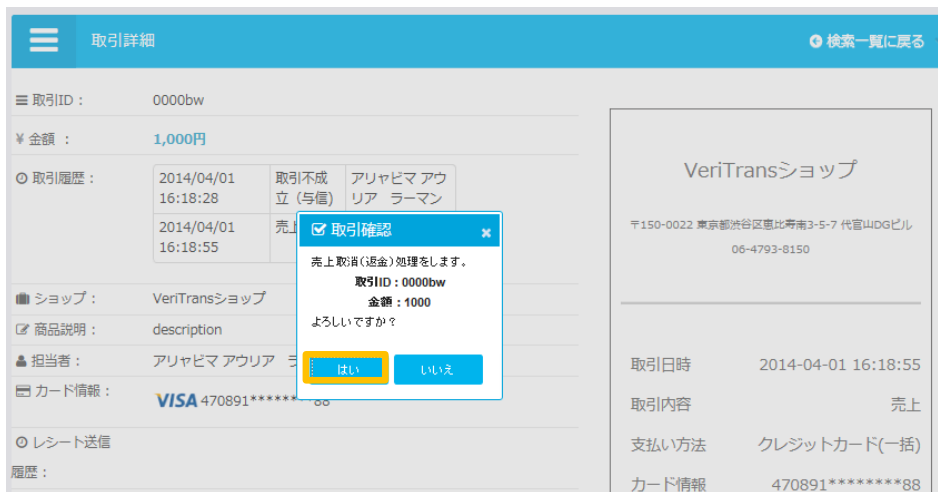 取引詳細
検索一覧に戻る
取引ID：
0000bw
¥ 金額 ：
1,000円
取引履歴：
2014/04/01
16:18:28
取引不成
立（与信）
アリャビマ アウ
リア　ラーマン
2014/04/01
16:18:55
売上
ショップ：
VeriTransショップ
商品説明：
description
担当者：
アリャビマ アウリア
カード情報：
VISA 470891********88
レシート送信
履歴：
取引確認
×
売上取消(返金)処理をします。
取引ID：0000bw
金額：1000
よろしいですか？
はい
いいえ
VeriTransショップ
〒150-0022 東京都渋谷区恵比寿南3-5-7 代官山DGビル
06-4793-8150
取引日時
2014-04-01 16:18:55
取引内容
売上
支払い方法
クレジットカード(一括)
カード情報
470891********88